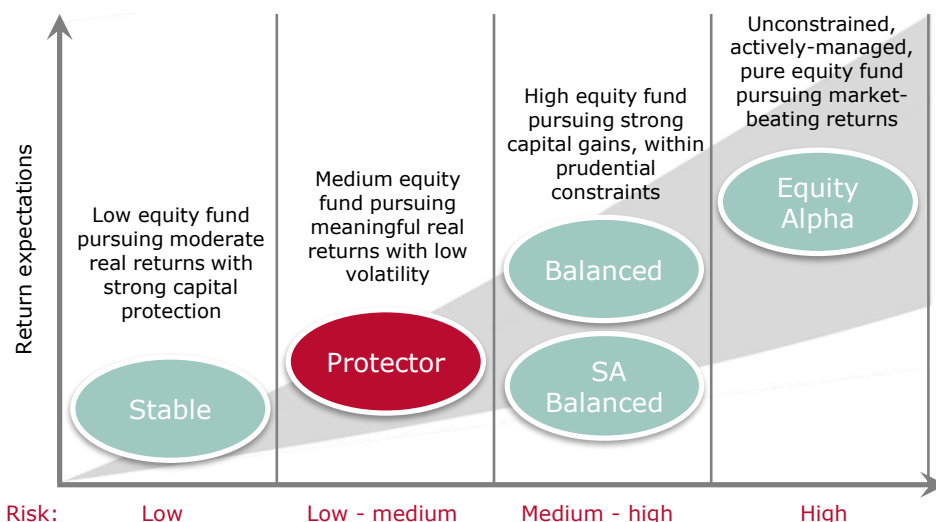 Return expectations
Low equity fund
pursuing moderate
real returns with
strong capital
protection
Stable
Medium equity
fund pursuing
meaningful real
returns with low
volatility
Protector
High equity fund
pursuing strong
capital gains, within
prudential
constraints
Balanced
SA
Balanced
Unconstrained,
actively-managed,
pure equity fund
pursuing market-
beating returns
Equity
Alpha
Risk: Low Low - medium Medium - high High